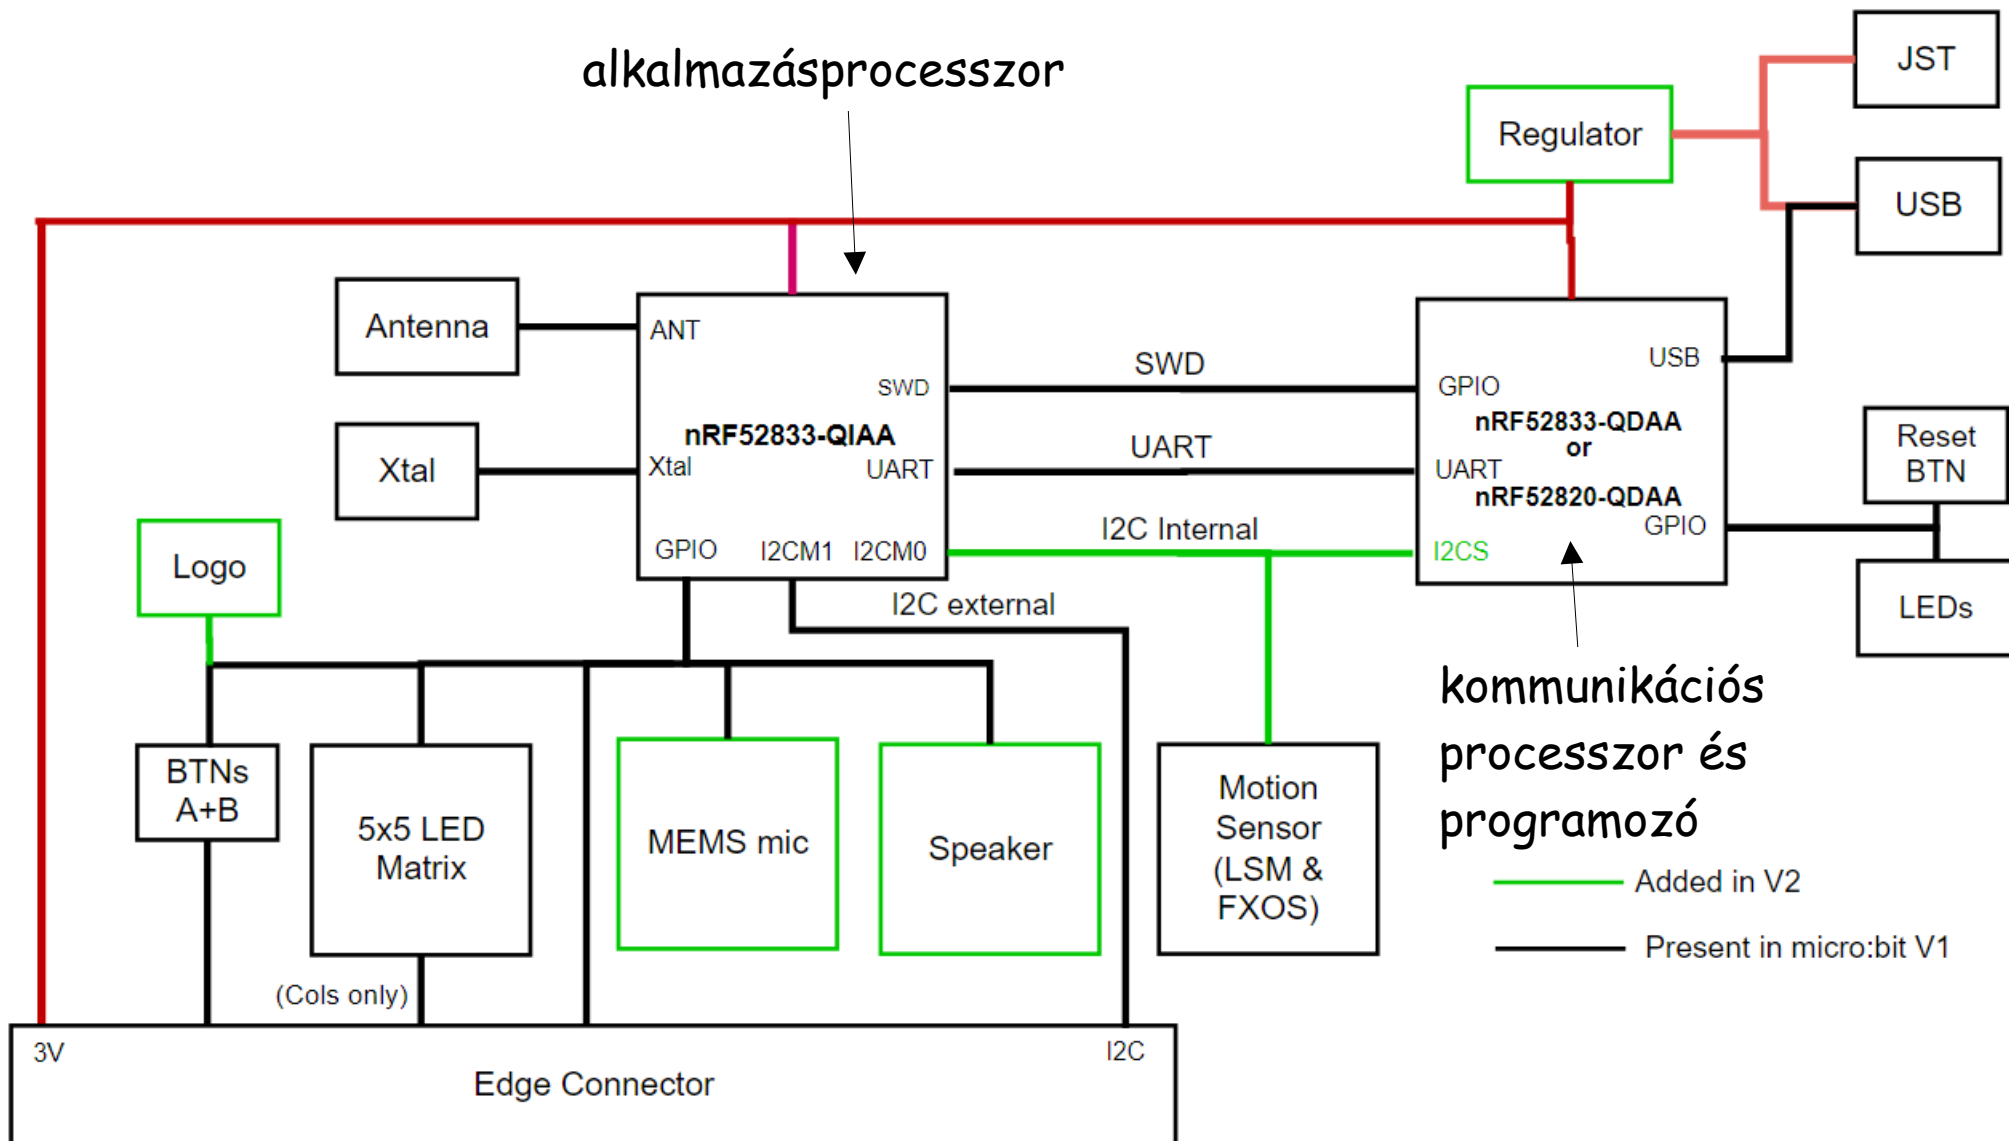 alkalmazásprocesszor
JST
Regulator
USB
Antenna
ANT
SWD
SWD
GPIO
USB
nRF52833-QIAA
nRF52833-QDAA
or
nRF52820-QDAA
Reset
BTN
Xtal
Xtal
UART
UART
UART
GPIO
GPIO
I2CM1
I2CM0
I2C Internal
I2CS
Logo
I2C external
LEDs
kommunikációs
processzor és
programozó
BTNs
A+B
5x5 LED
Matrix
MEMS mic
Speaker
Motion
Sensor
(LSM &
FXOS)
Added in V2
Present in micro:bit V1
(Cols only)
3V
I2C
Edge Connector